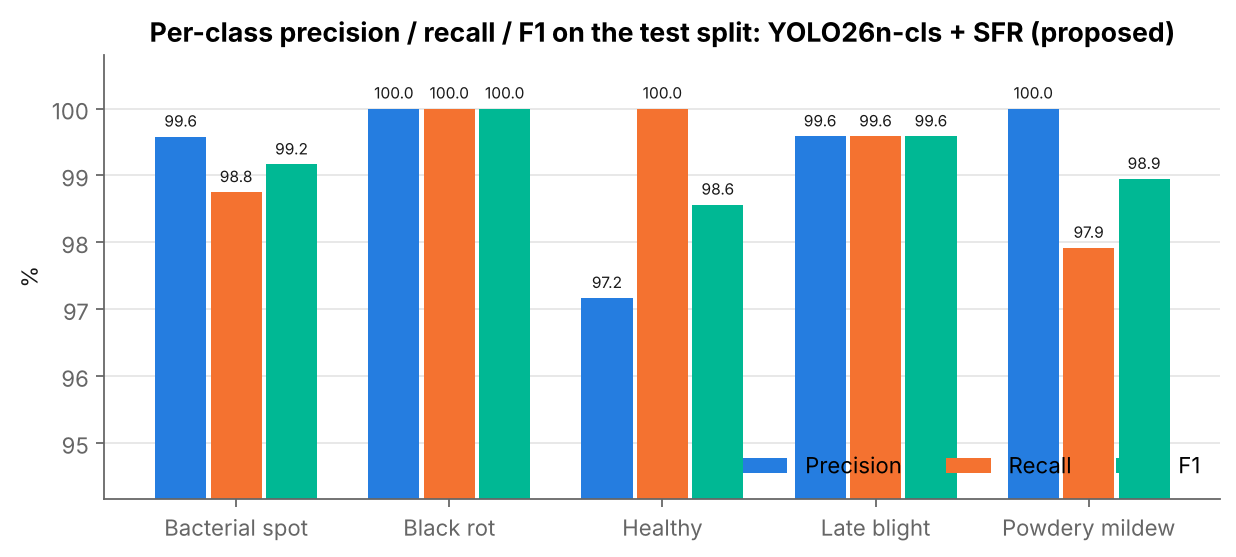 Per-class precision / recall / F1 on the test split: YOLO26n-cls + SFR (proposed)
100
99
98
97
96
95
%
99.6 98.8 99.2
100.0 100.0 100.0
97.2 100.0 98.6
99.6 99.6 99.6
100.0 97.9 98.9
Precision Recall F1
Bacterial spot Black rot Healthy Late blight Powdery mildew